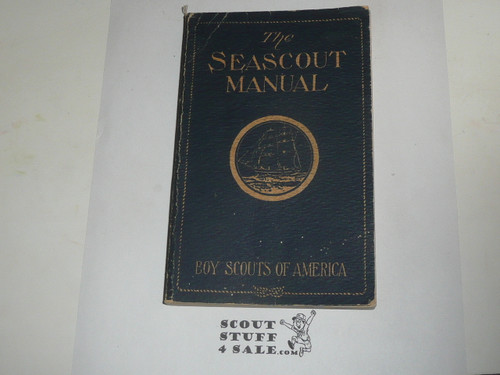 The
SEASCOUT
MANUAL
BOY SCOUTS OF AMERICA
SCOUT
STUFF
4 SALE.COM